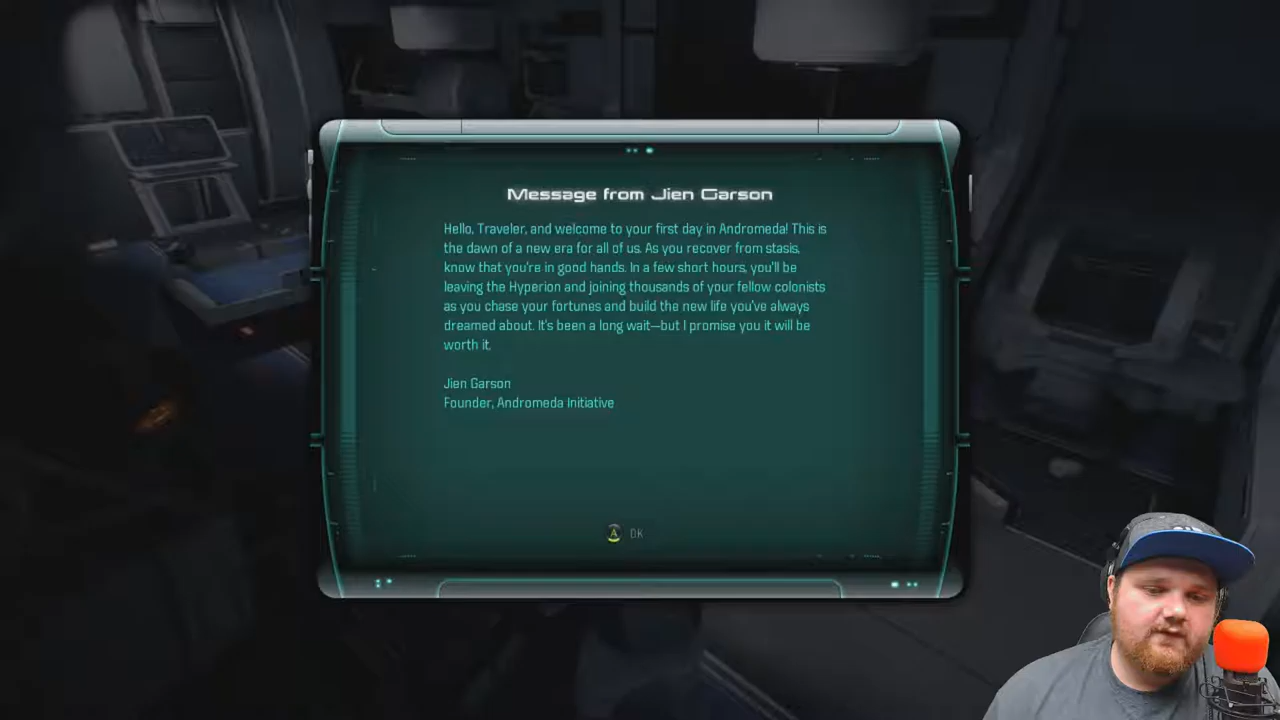 Message from Jien Garson
Hello, Traveler, and welcome to your first day in Andromeda! This is
the dawn of a new era for all of us. As you recover from stasis,
know that you're in good hands. In a few short hours, you'll be
leaving the Hyperion and joining thousands of your fellow colonists
as you chase your fortunes and build the new life you've always
dreamed about. It's been a long wait—but I promise you it will be
worth it.
Jien Garson
Founder, Andromeda Initiative
A OK